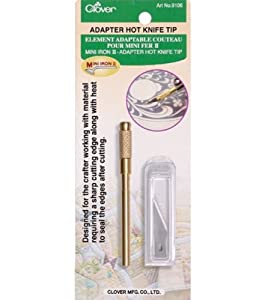 Clover
Art No.9106
ADAPTER HOT KNIFE TIP
ELEMENT ADAPTABLE COUTEAU
POUR MINI FER II
MINI IRON II - ADAPTER HOT KNIFE TIP
MINI IRON II
Designed for the crafter working with material
requiring a sharp cutting edge along with heat
to seal the edges after cutting.
CLOVER MFG. CO., LTD.